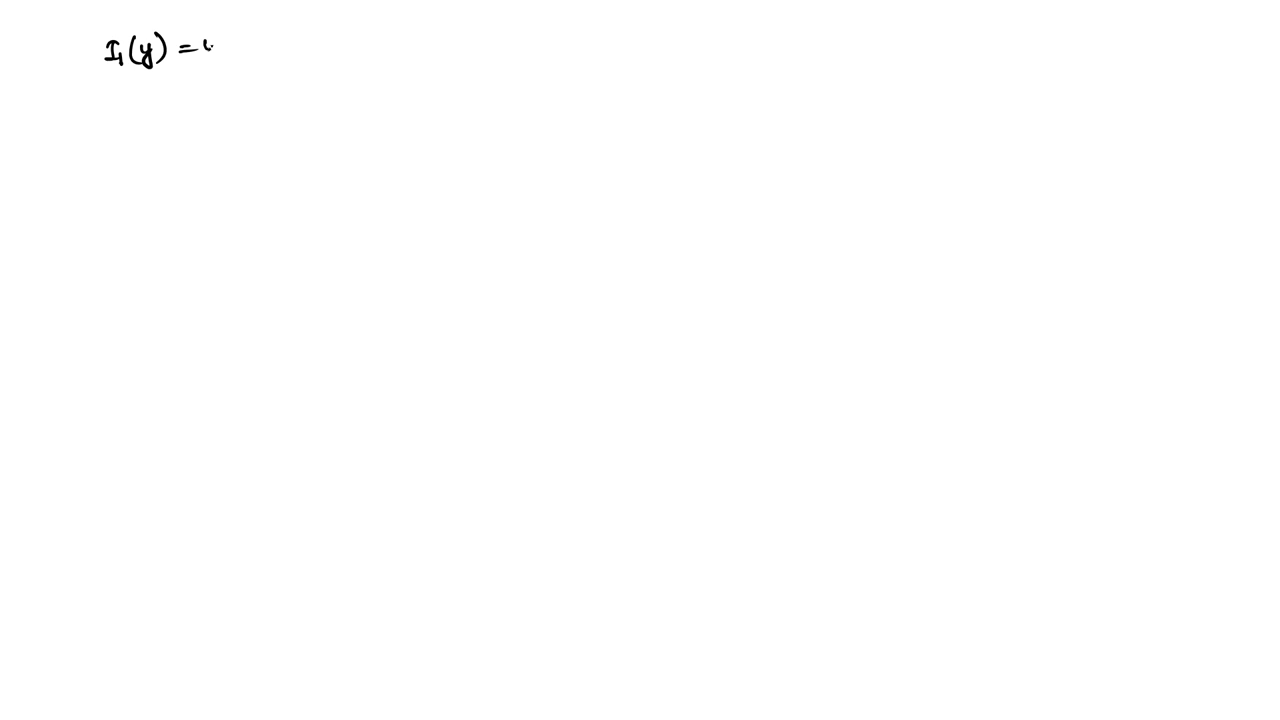 I₁(y) =